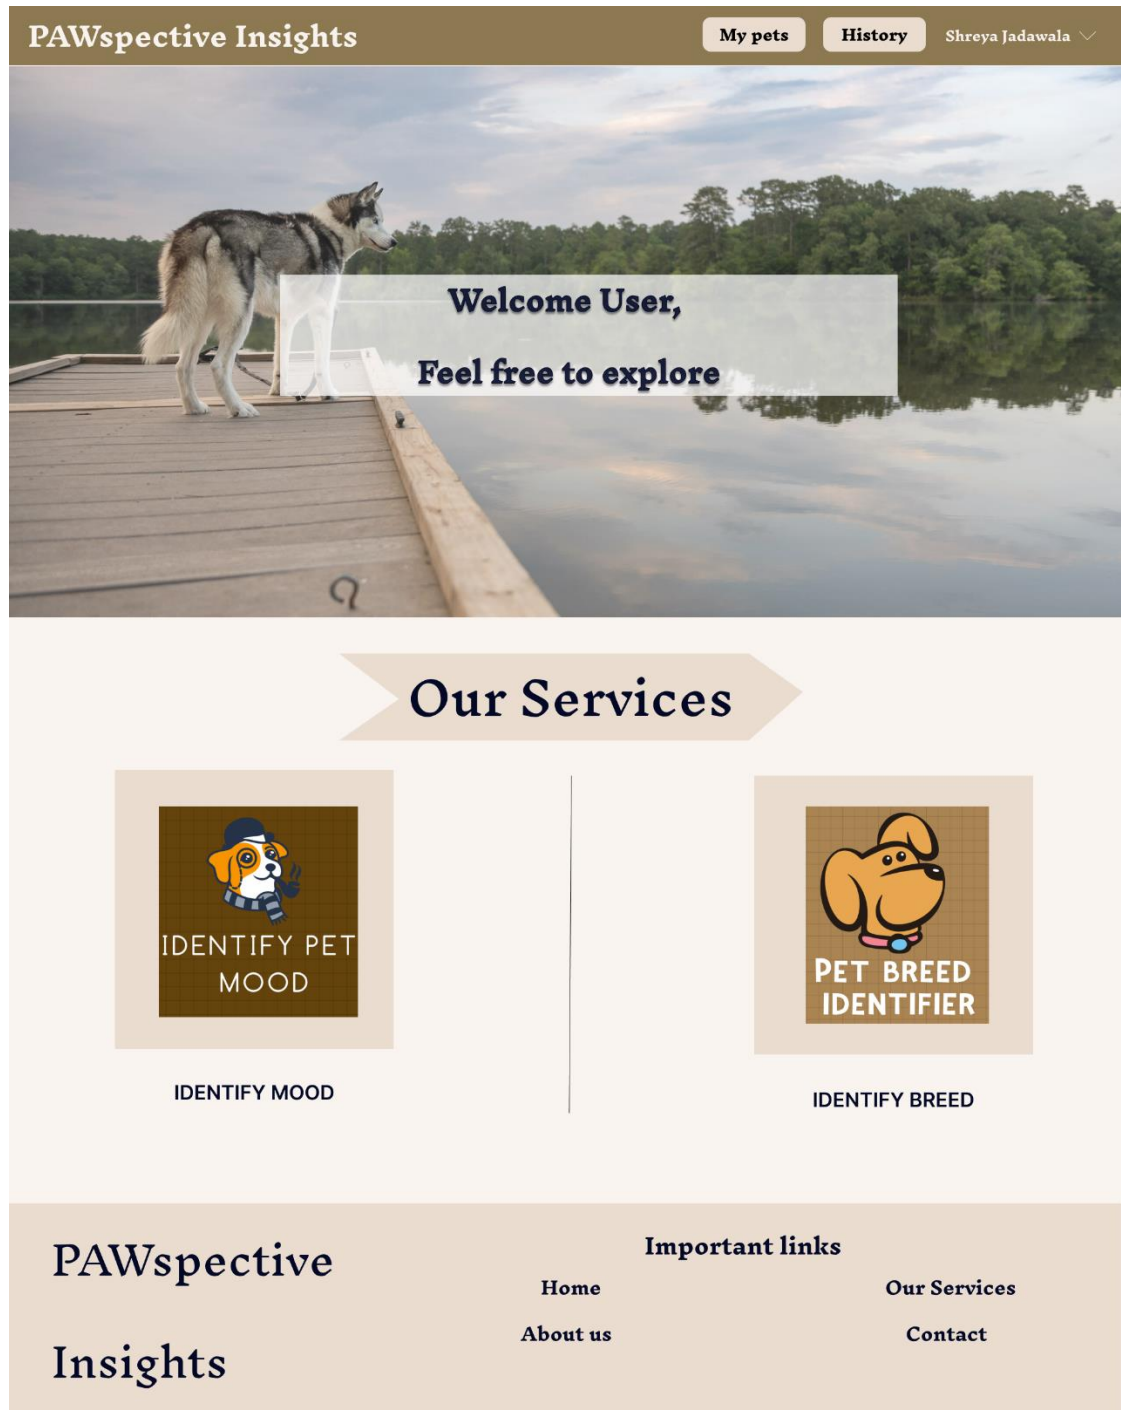 PAWspective Insights
My pets
History
Shreya Jadawala
Welcome User,
Feel free to explore
Our Services
IDENTIFY PET
MOOD
PET BREED
IDENTIFIER
IDENTIFY MOOD
IDENTIFY BREED
PAWspective
Insights
Important links
Home
Our Services
About us
Contact